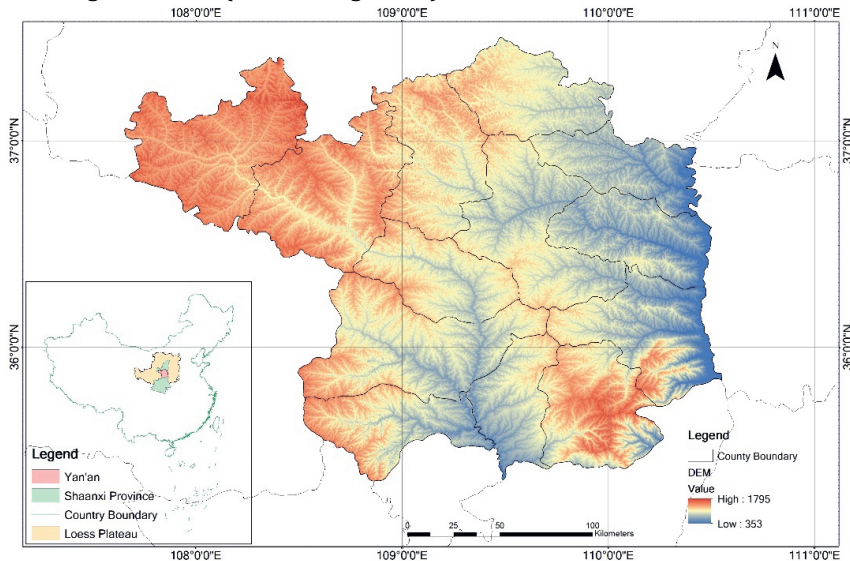 108°0'0"E 109°0'0"E 110°0'0"E 111°0'0"E
N
37°0'0"N 37°0'0"N
36°0'0"N 36°0'0"N
Legend
Yan'an
Shaanxi Province
Country Boundary
Loess Plateau
Legend
County Boundary
DEM
Value
High : 1795
Low : 353
0 25 50 100
Kilometers
108°0'0"E 109°0'0"E 110°0'0"E 111°0'0"E